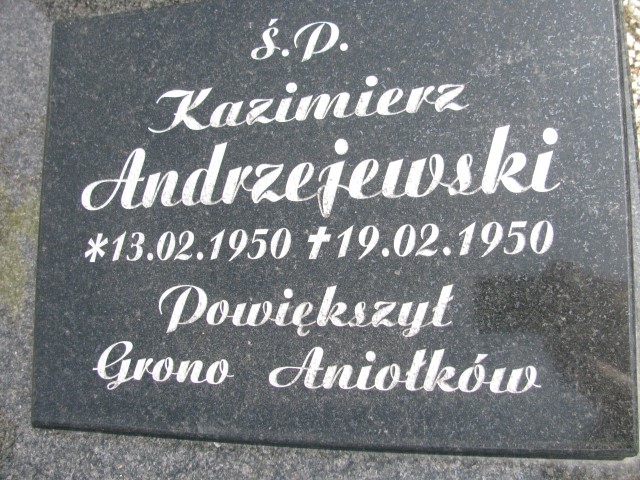 ś.P.
Kazimierz
Andrzejewski
*13.02.1950 ✝19.02.1950
Powiększył
Grono Aniołków